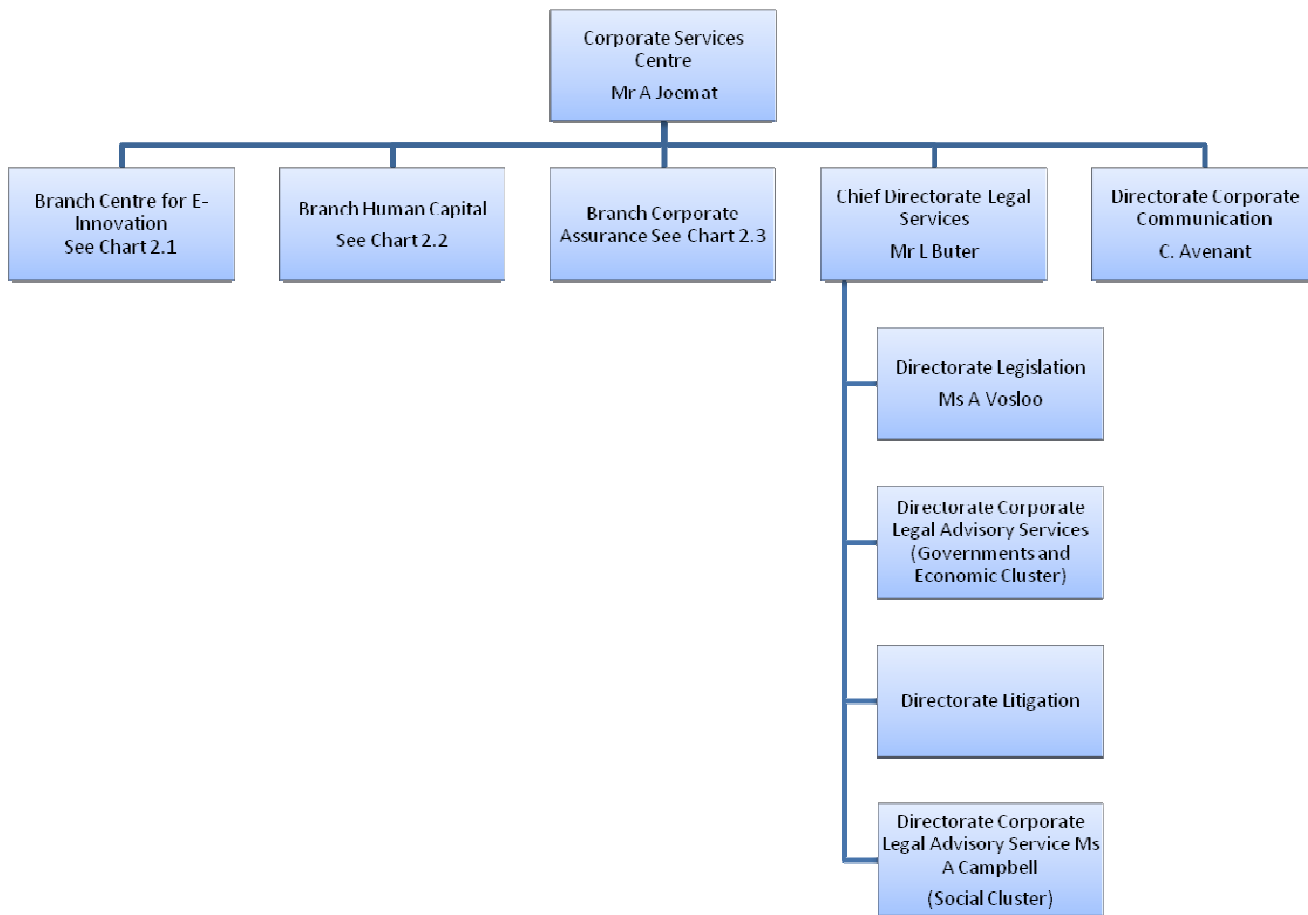 Corporate Services
Centre
Mr A Joemat
Branch Centre for E-
Innovation
See Chart 2.1
Branch Human Capital
See Chart 2.2
Branch Corporate
Assurance See Chart 2.3
Chief Directorate Legal
Services
Mr L Buter
Directorate Corporate
Communication
C. Avenant
Directorate Legislation
Ms A Vosloo
Directorate Corporate
Legal Advisory Services
(Governments and
Economic Cluster)
Directorate Litigation
Directorate Corporate
Legal Advisory Service Ms
A Campbell
(Social Cluster)